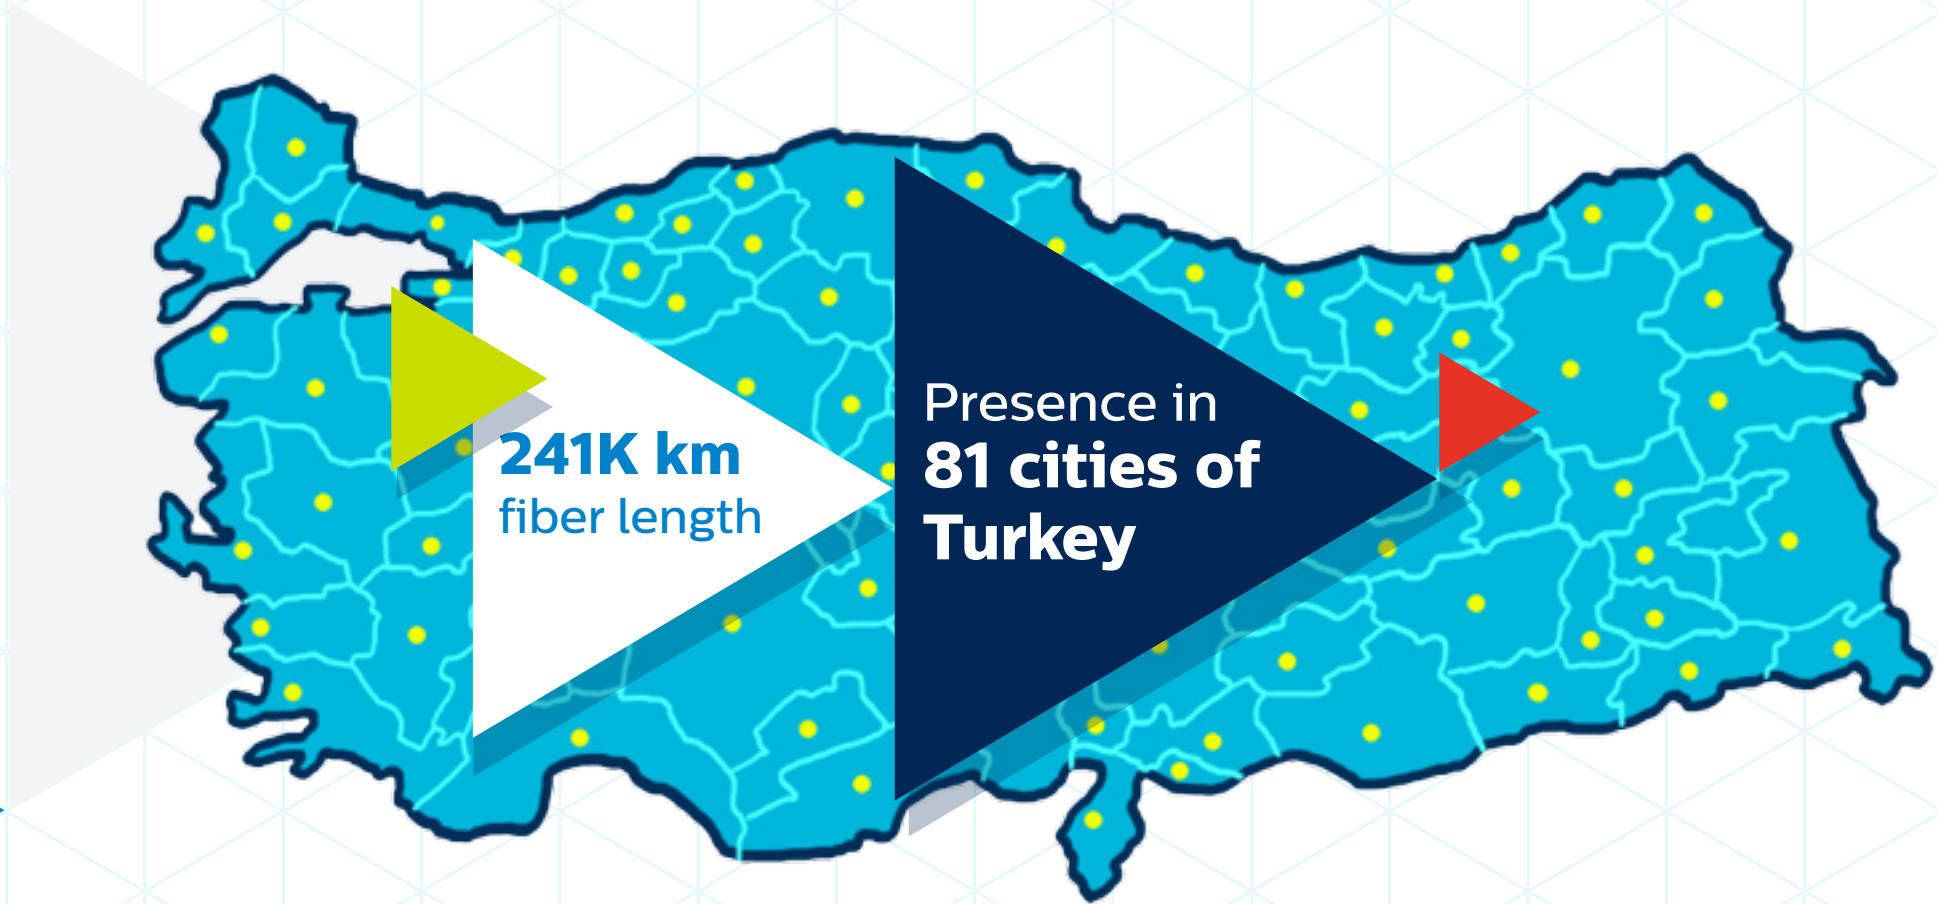 241K km
fiber length
Presence in
81 cities of
Turkey